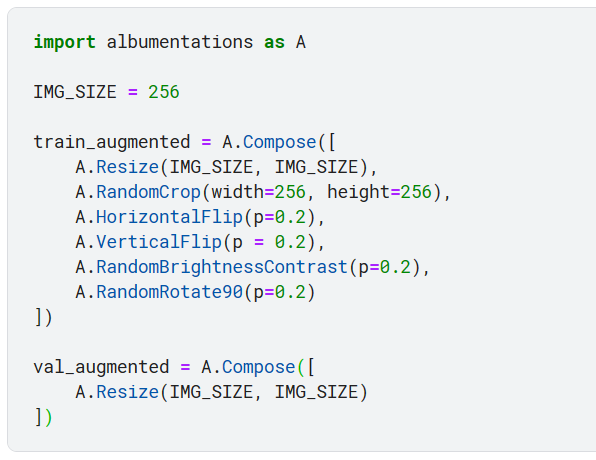 import albumentations as A
IMG_SIZE = 256
train_augmented = A.Compose([
    A.Resize(IMG_SIZE, IMG_SIZE),
    A.RandomCrop(width=256, height=256),
    A.HorizontalFlip(p=0.2),
    A.VerticalFlip(p = 0.2),
    A.RandomBrightnessContrast(p=0.2),
    A.RandomRotate90(p=0.2)
])
val_augmented = A.Compose([
    A.Resize(IMG_SIZE, IMG_SIZE)
])